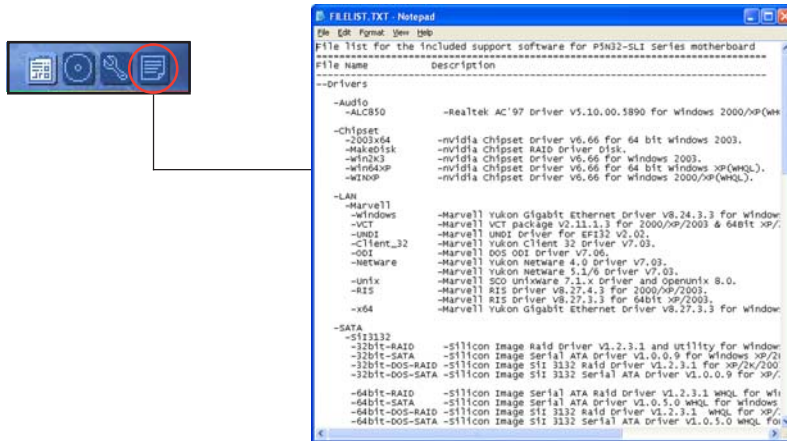 FILELIST.TXT - Notepad
File Edit Format View Help
File list for the included support software for P5N32-SLI Series motherboard
==========================================================================
File Name Description
--------------------------------------------------------------------------
--Drivers
-Audio
-ALC850 -Realtek AC'97 Driver V5.10.00.5890 for Windows 2000/XP(WH
-Chipset
-2003x64 -nVidia Chipset Driver V6.66 for 64 bit Windows 2003.
-MakeDisk -nVidia Chipset RAID Driver Disk.
-Win2K3 -nVidia Chipset Driver V6.66 for Windows 2003.
-Win64XP -nVidia Chipset Driver V6.66 for 64 bit Windows XP(WHQL).
-WINXP -nVidia Chipset Driver V6.66 for Windows 2000/XP(WHQL).
-LAN
-Marvell
-Windows -Marvell Yukon Gigabit Ethernet Driver V8.24.3.3 for Window
-VCT -Marvell VCT package V2.11.1.3 for 2000/XP/2003 & 64Bit XP/
-UNDI -Marvell UNDI Driver for EFI32 V2.02.
-Client_32 -Marvell Yukon Client 32 Driver V7.03.
-ODI -Marvell DOS ODI Driver V7.06.
-Netware -Marvell Yukon Netware 4.0 Driver V7.03.
-Marvell Yukon Netware 5.1/6 Driver V7.03.
-Unix -Marvell SCO UnixWare 7.1.x Driver and OpenUnix 8.0.
-RIS -Marvell RIS Driver V8.27.4.3 for 2000/XP/2003.
-Marvell RIS Driver V8.27.3.3 for 64bit XP/2003.
-x64 -Marvell Yukon Gigabit Ethernet Driver V8.27.3.3 for Window
-SATA
-SiI3132
-32bit-RAID -Silicon Image Raid Driver V1.2.3.1 and Utility for Window
-32bit-SATA -Silicon Image Serial ATA Driver V1.0.0.9 for Windows XP/2
-32bit-DOS-RAID -Silicon Image SiI 3132 Raid Driver V1.2.3.1 for XP/2K/200
-32bit-DOS-SATA -Silicon Image SiI 3132 Serial ATA Driver V1.0.0.9 for XP/
-64bit-RAID -Silicon Image Serial ATA Raid Driver V1.2.3.1 WHQL for Wi
-64bit-SATA -Silicon Image Serial ATA Driver V1.0.5.0 WHQL for Windows
-64bit-DOS-RAID -Silicon Image SiI 3132 Raid Driver V1.2.3.1 WHQL for XP/
-64bit-DOS-SATA -Silicon Image SiI 3132 Serial ATA Driver V1.0.5.0 WHQL fo